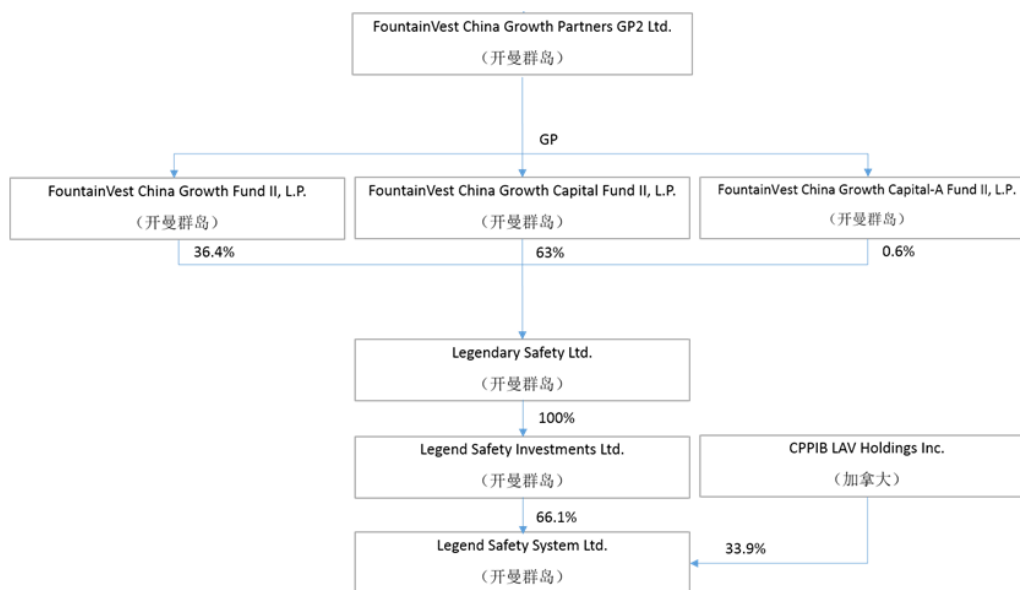 FountainVest China Growth Partners GP2 Ltd.
（开曼群岛）
GP
FountainVest China Growth Fund II, L.P.
（开曼群岛）
FountainVest China Growth Capital Fund II, L.P.
（开曼群岛）
FountainVest China Growth Capital-A Fund II, L.P.
（开曼群岛）
36.4%
63%
0.6%
Legendary Safety Ltd.
（开曼群岛）
100%
Legend Safety Investments Ltd.
（开曼群岛）
CPPIB LAV Holdings Inc.
（加拿大）
66.1%
33.9%
Legend Safety System Ltd.
（开曼群岛）